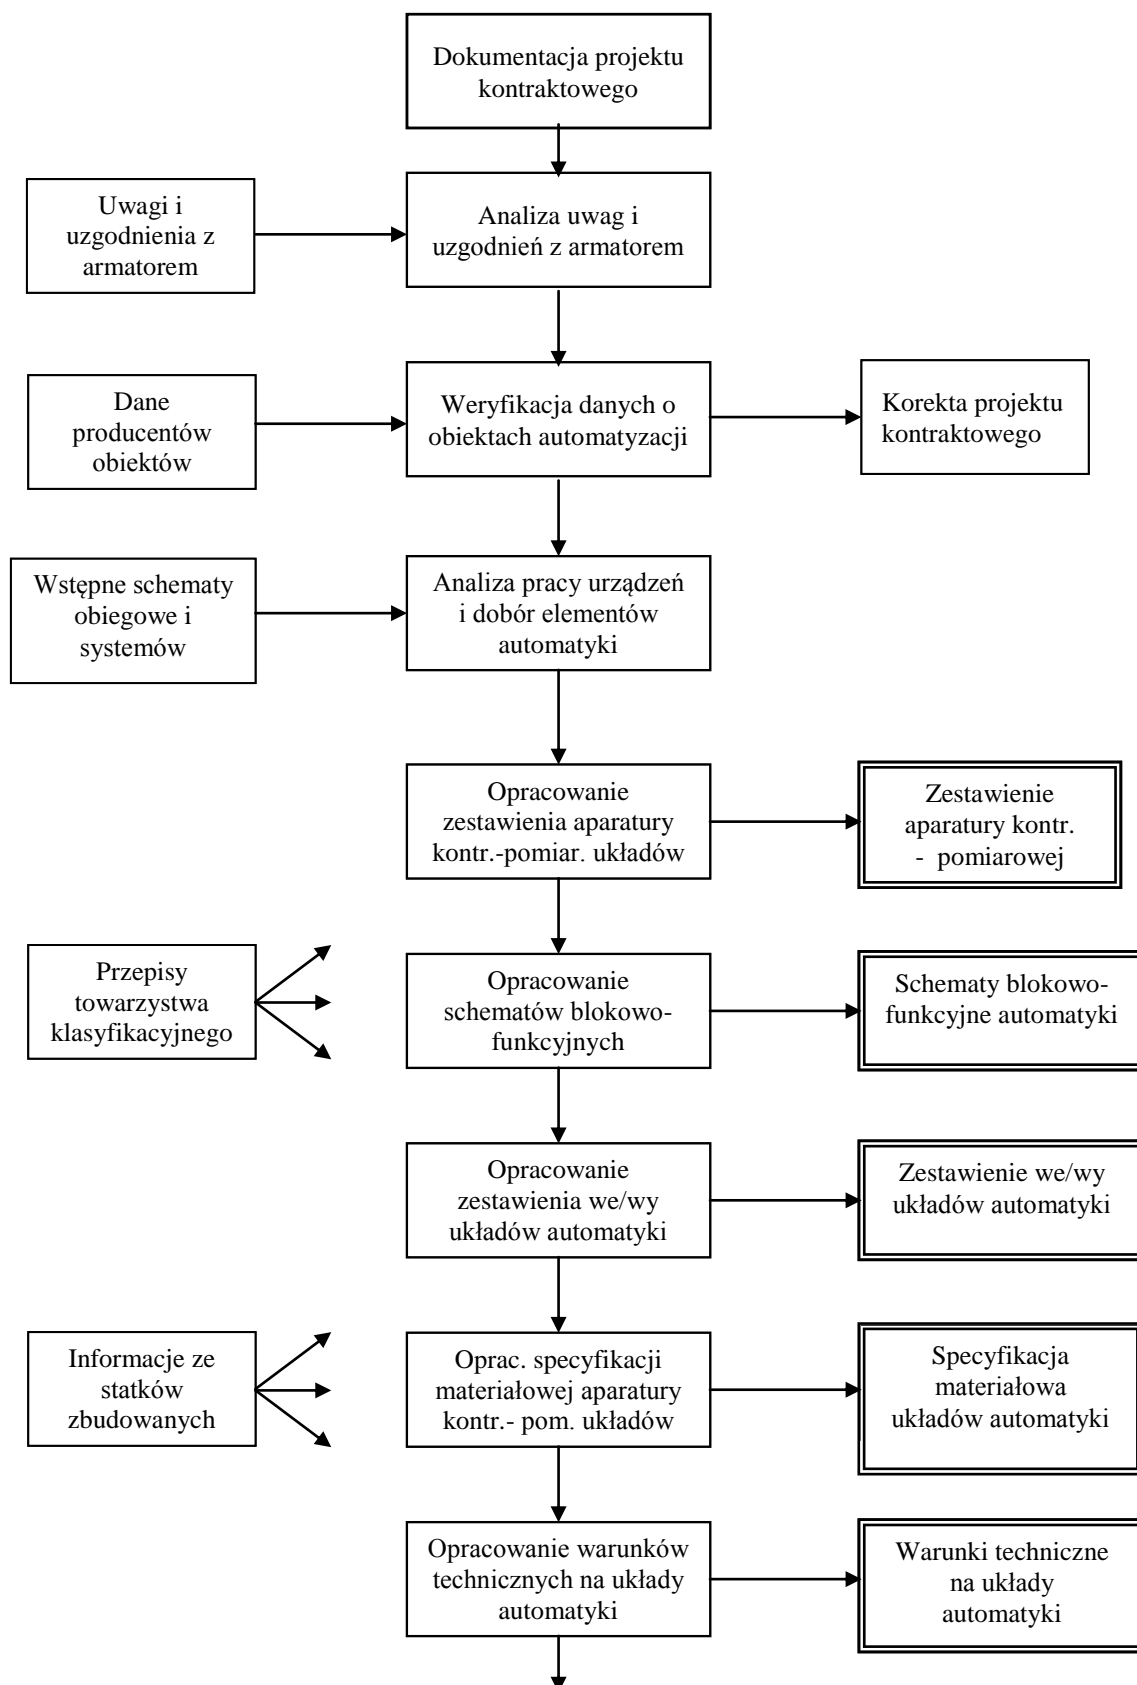 Dokumentacja projektu
kontraktowego
Uwagi i
uzgodnienia z
armatorem
Analiza uwag i
uzgodnień z armatorem
Dane
producentów
obiektów
Weryfikacja danych o
obiektach automatyzacji
Korekta projektu
kontraktowego
Wstępne schematy
obiegowe i
systemów
Analiza pracy urządzeń
i dobór elementów
automatyki
Opracowanie
zestawienia aparatury
kontr.-pomiar. układów
Zestawienie
aparatury kontr.
- pomiarowej
Przepisy
towarzystwa
klasyfikacyjnego
Opracowanie
schematów blokowo-
funkcyjnych
Schematy blokowo-
funkcyjne automatyki
Opracowanie
zestawienia we/wy
układów automatyki
Zestawienie we/wy
układów automatyki
Informacje ze
statków
zbudowanych
Oprac. specyfikacji
materiałowej aparatury
kontr.- pom. układów
Specyfikacja
materiałowa
układów automatyki
Opracowanie warunków
technicznych na układy
automatyki
Warunki techniczne
na układy
automatyki